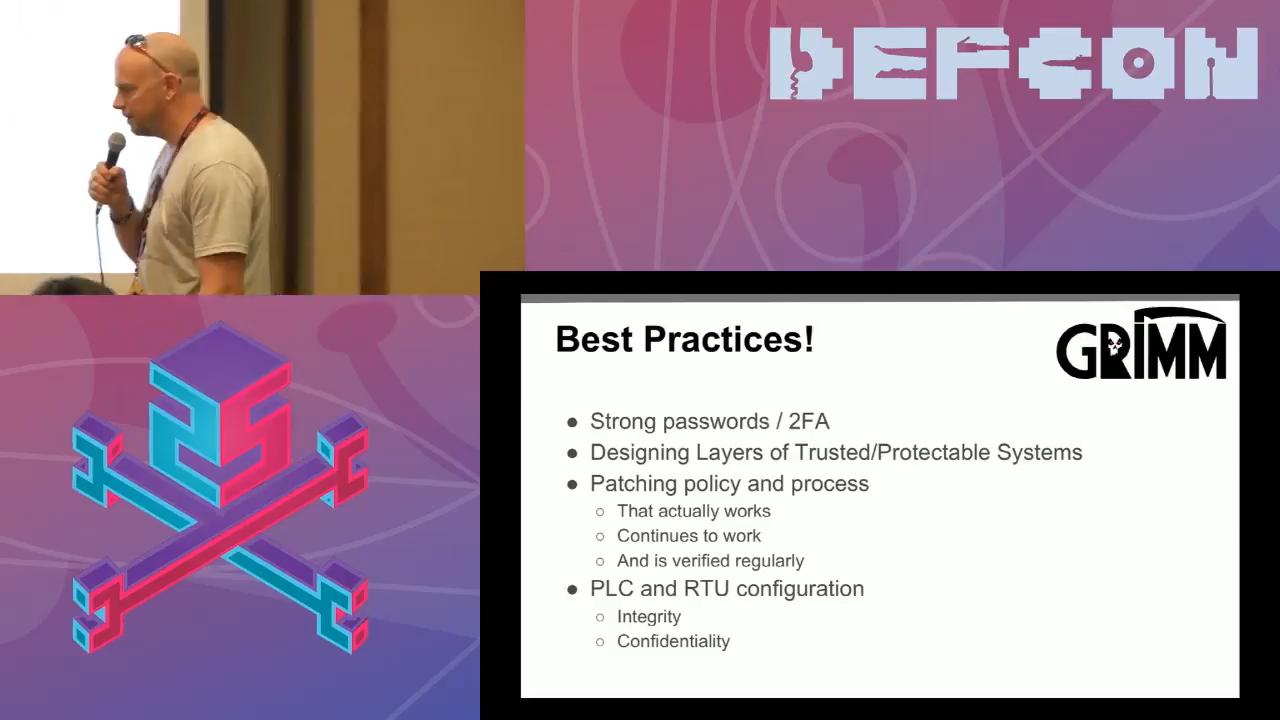 DEFCON
Best Practices!
GRIMM
● Strong passwords / 2FA
● Designing Layers of Trusted/Protectable Systems
● Patching policy and process
○ That actually works
○ Continues to work
○ And is verified regularly
● PLC and RTU configuration
○ Integrity
○ Confidentiality
25